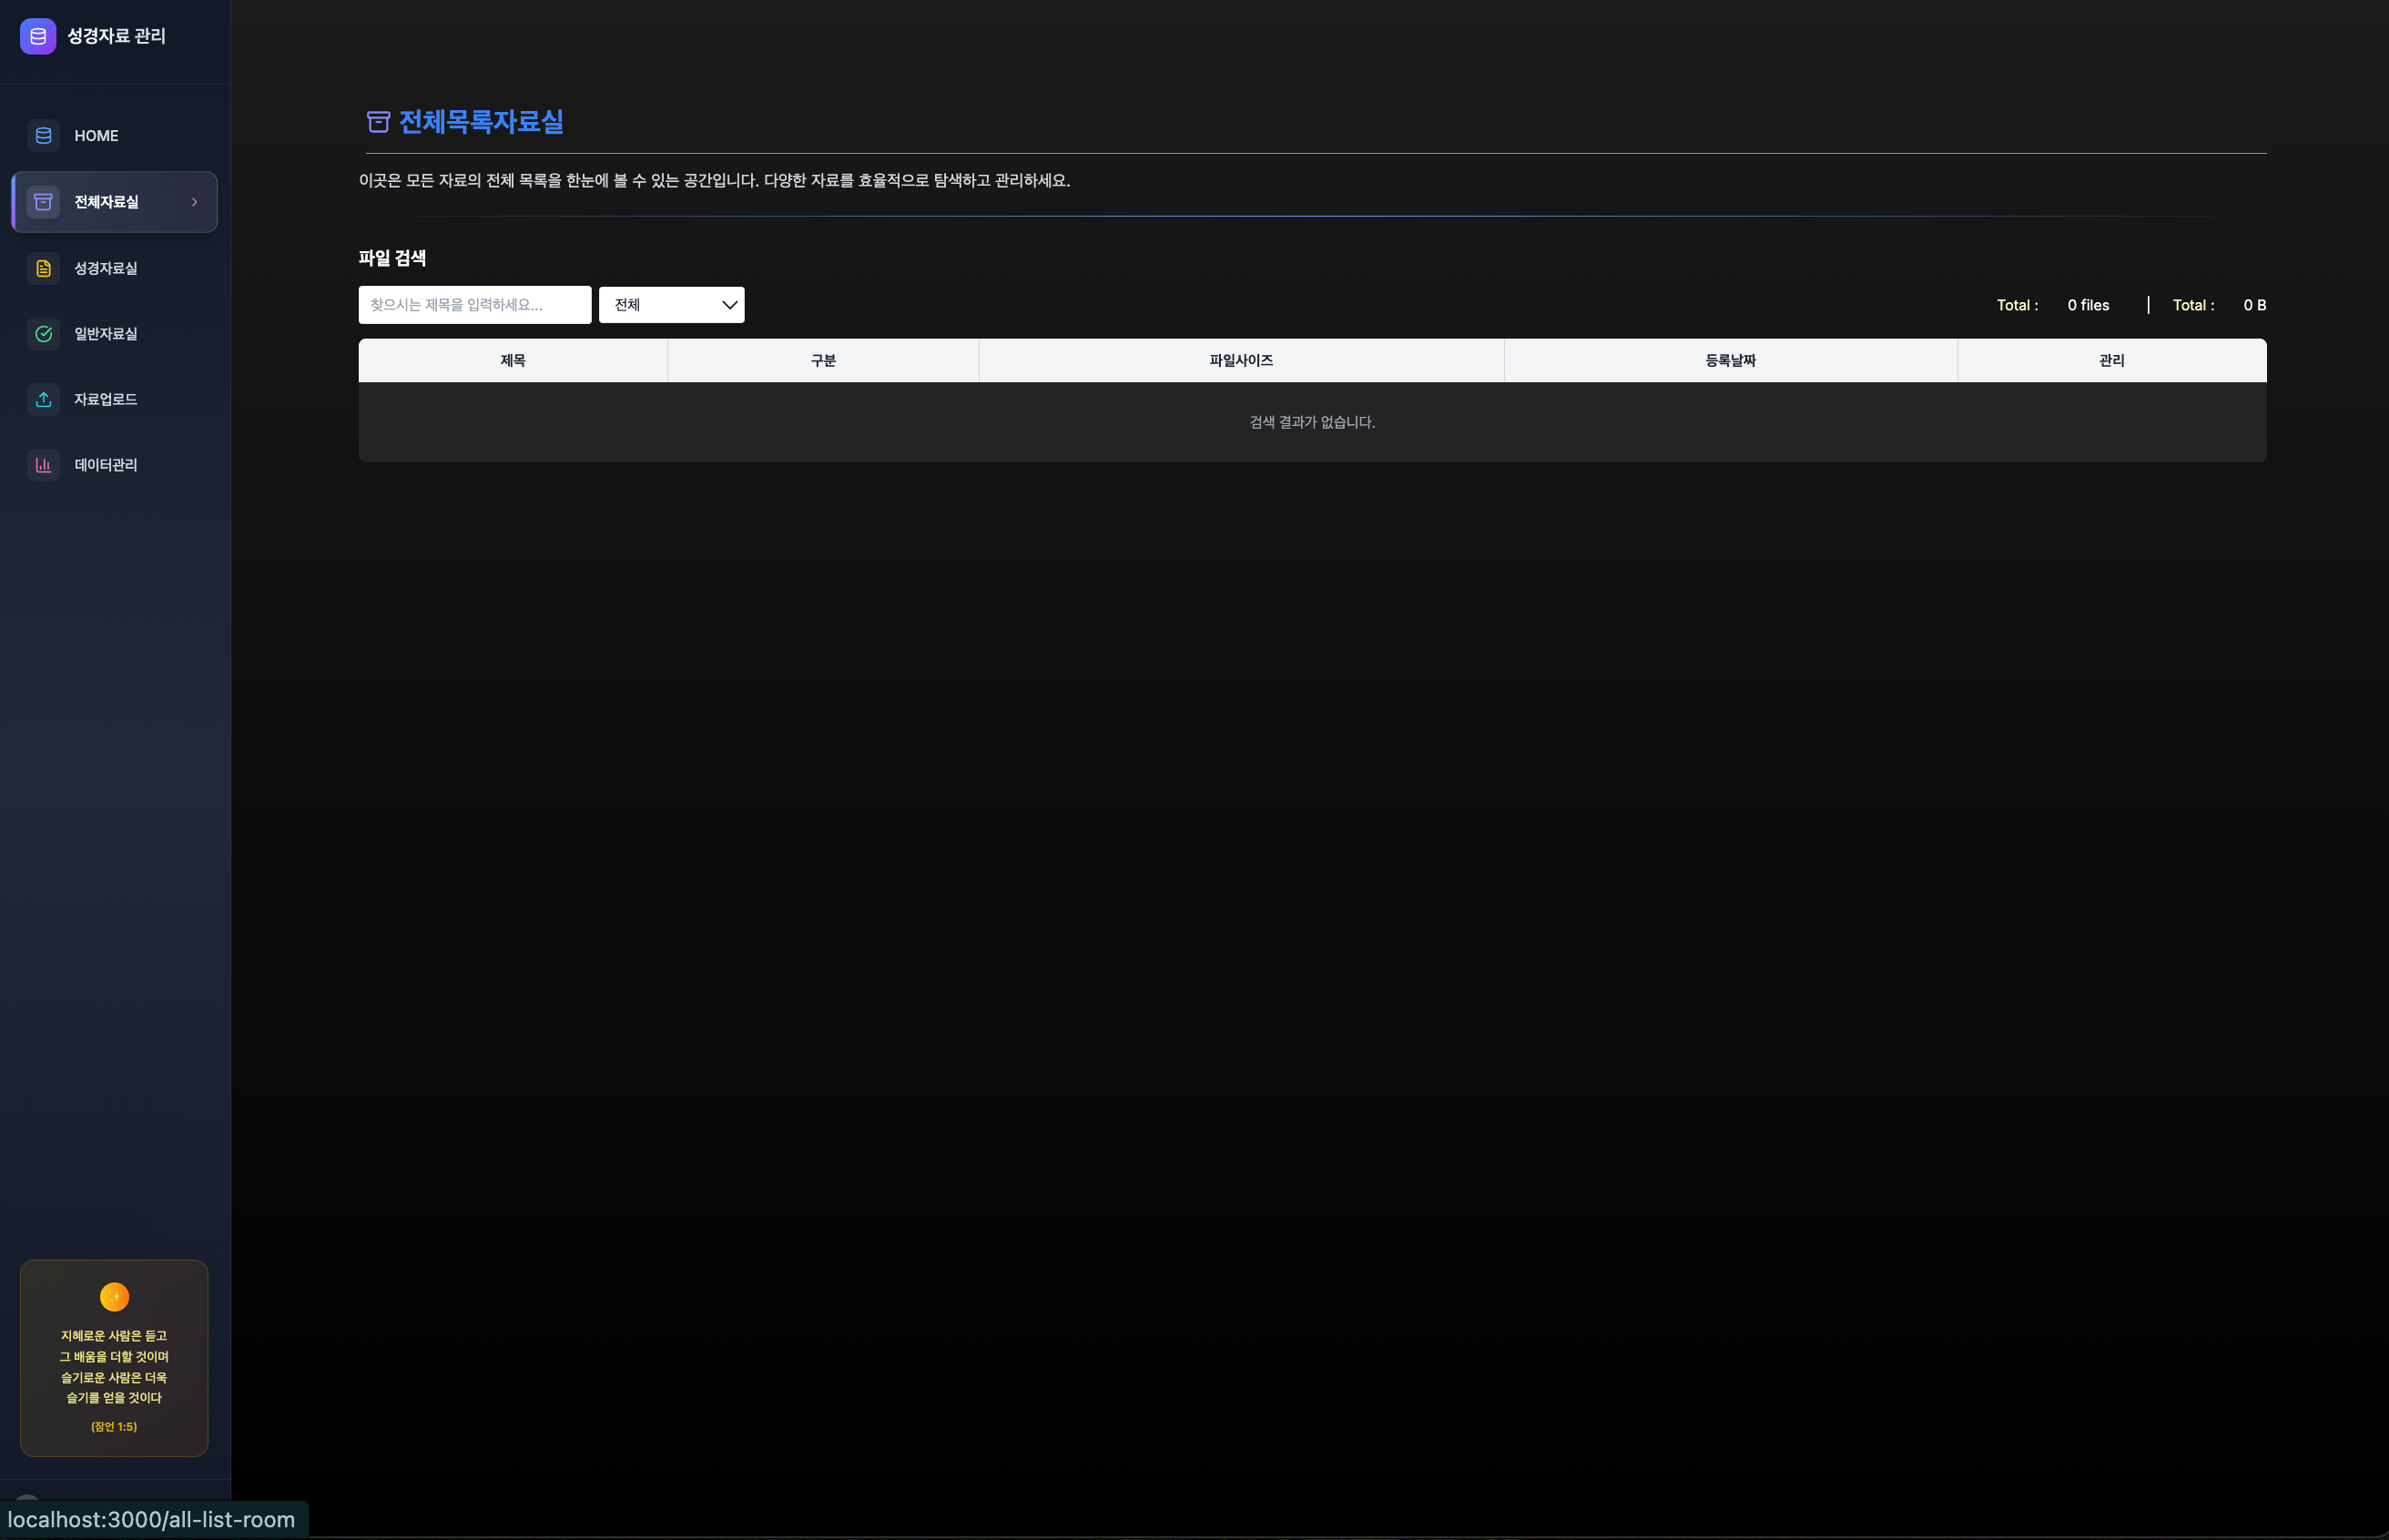 성경자료 관리
HOME
전체자료실
성경자료실
일반자료실
자료업로드
데이터관리
지혜로운 사람은 듣고
그 배움을 더할 것이며
슬기로운 사람은 더욱
슬기를 얻을 것이다
(잠언 1:5)
localhost:3000/all-list-room
전체목록자료실
이곳은 모든 자료의 전체 목록을 한눈에 볼 수 있는 공간입니다. 다양한 자료를 효율적으로 탐색하고 관리하세요.
파일 검색
찾으시는 제목을 입력하세요... 전체 Total : 0 files | Total : 0 B
제목 구분 파일사이즈 등록날짜 관리
검색 결과가 없습니다.